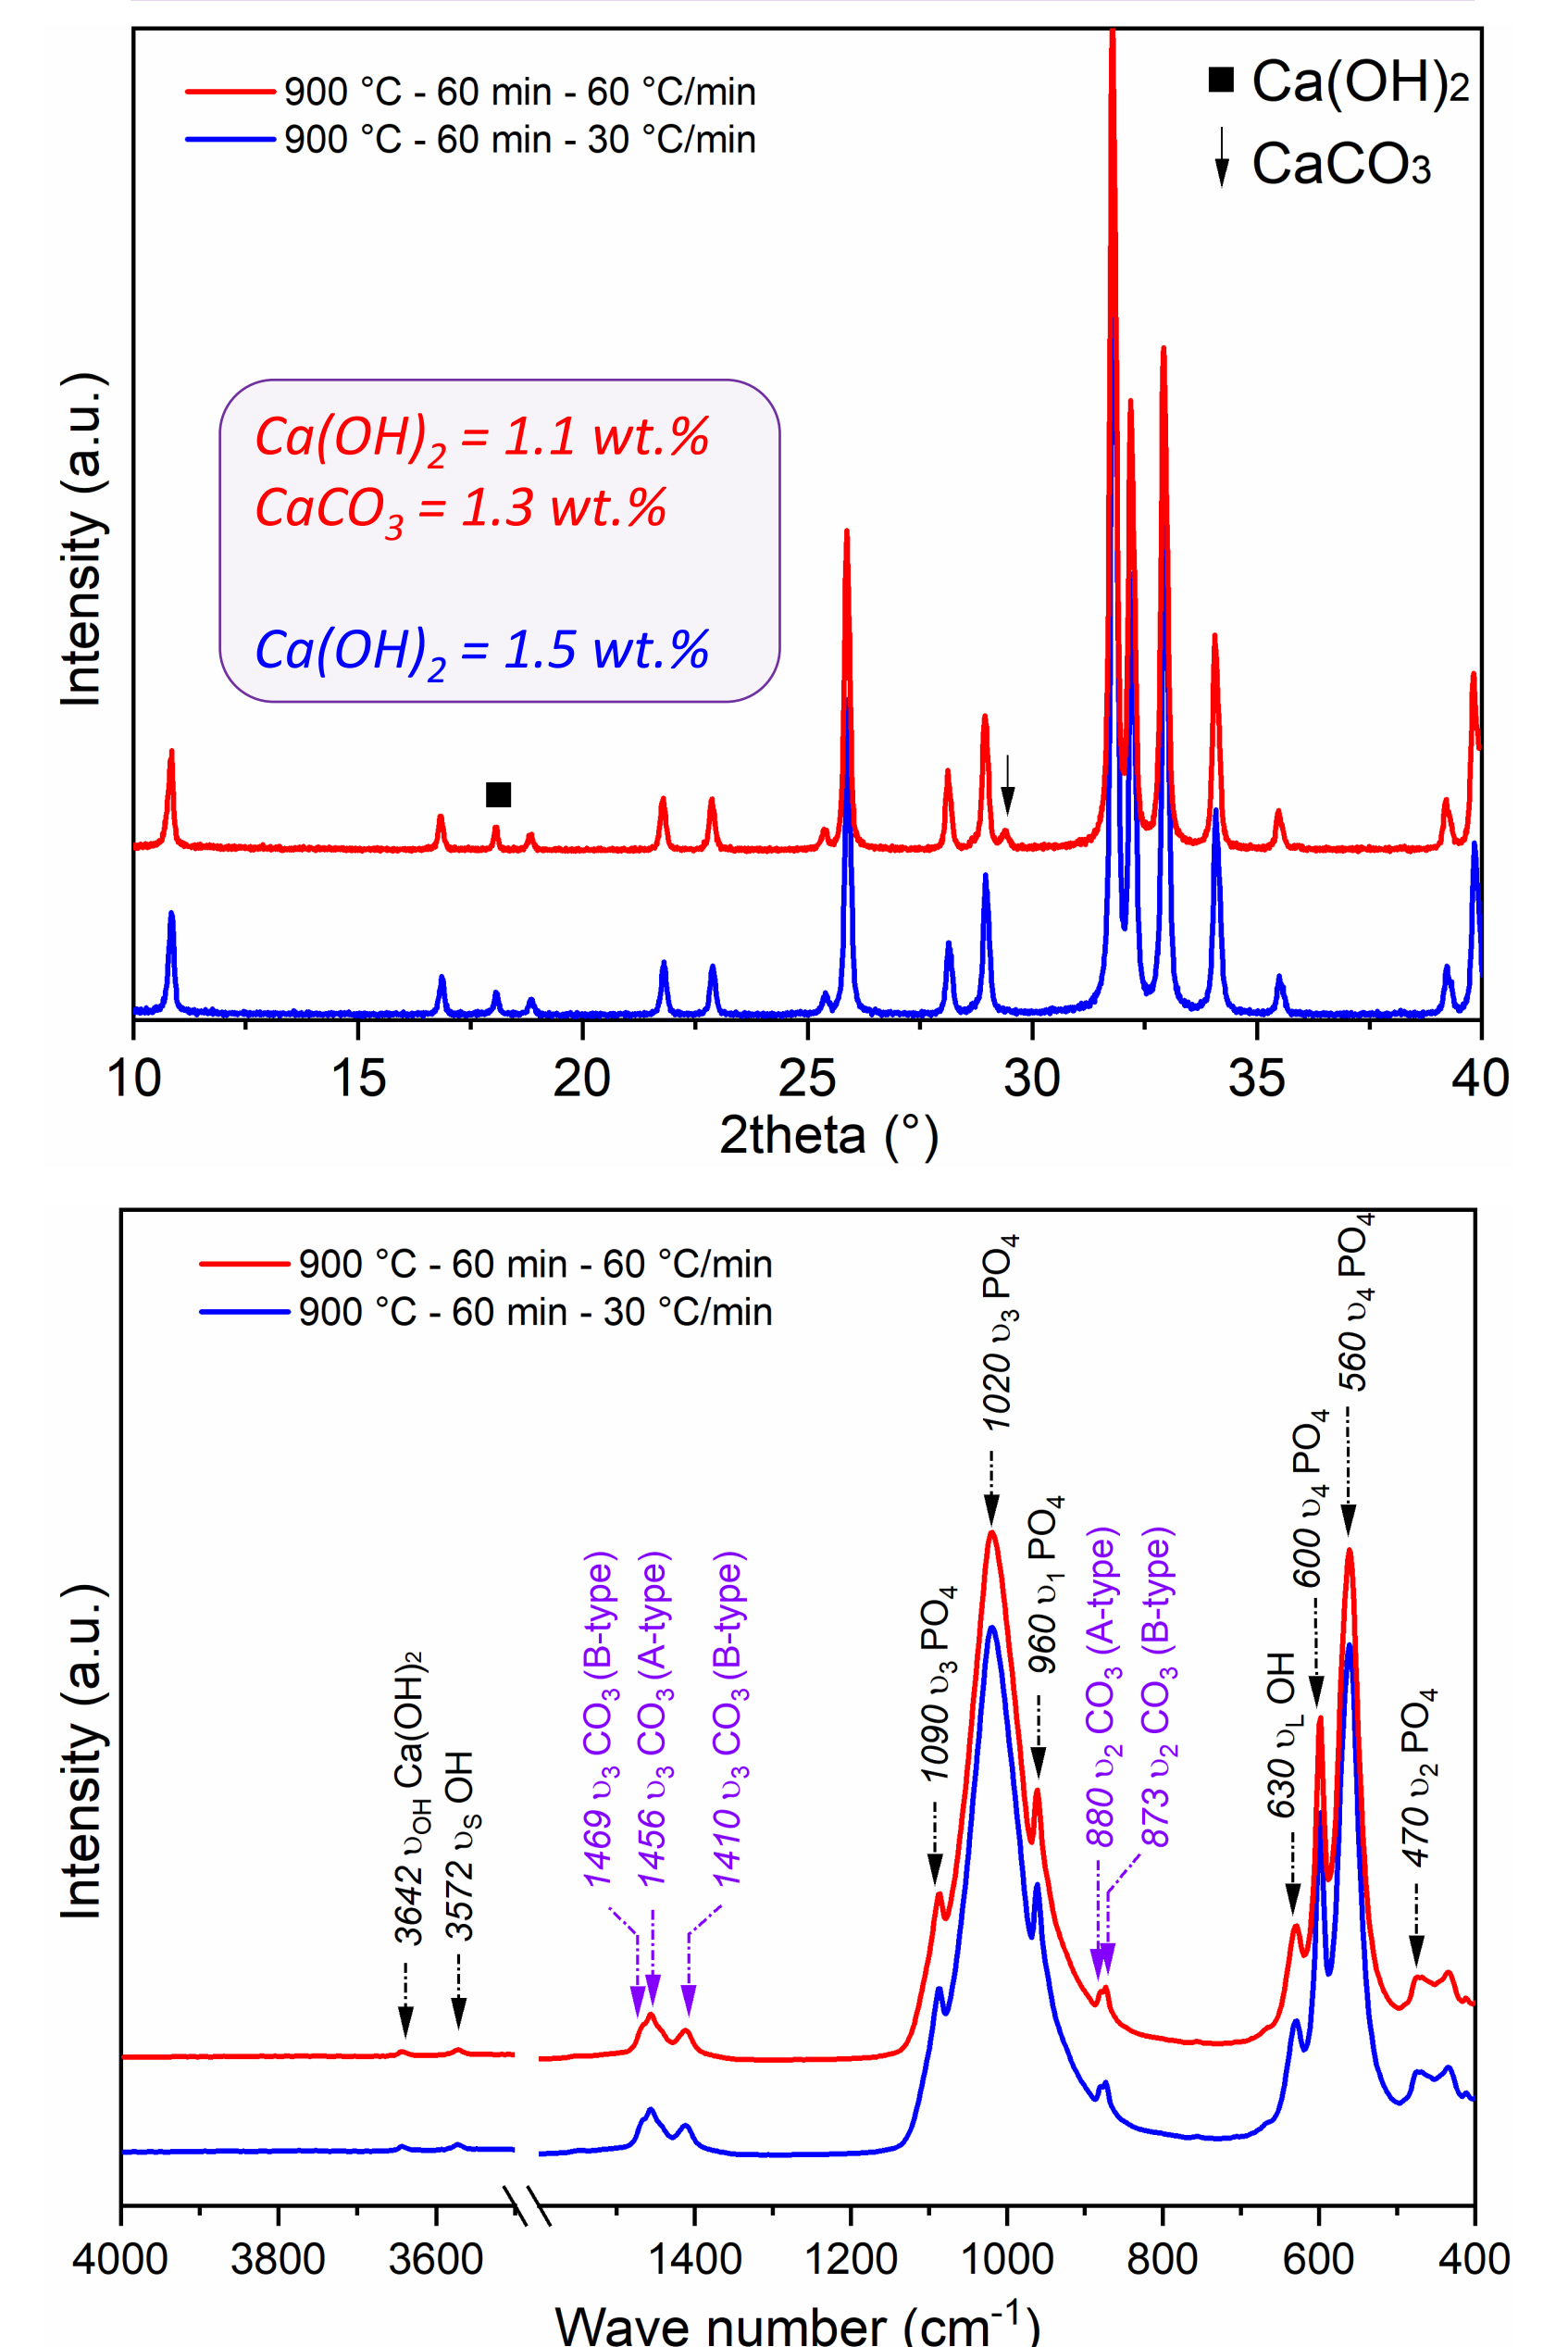 900 °C - 60 min - 60 °C/min
900 °C - 60 min - 30 °C/min
■ Ca(OH)2
CaCO3
Intensity (a.u.)
Ca(OH)2 = 1.1 wt.%
CaCO3 = 1.3 wt.%
Ca(OH)2 = 1.5 wt.%
10 15 20 25 30 35 40
2theta (°)
900 °C - 60 min - 60 °C/min
900 °C - 60 min - 30 °C/min
Intensity (a.u.)
3642 υOH Ca(OH)2
3572 υS OH
1469 υ3 CO3 (B-type)
1456 υ3 CO3 (A-type)
1410 υ3 CO3 (B-type)
1090 υ3 PO4
1020 υ3 PO4
960 υ1 PO4
880 υ2 CO3 (A-type)
873 υ2 CO3 (B-type)
630 υL OH
600 υ4 PO4
560 υ4 PO4
470 υ2 PO4
4000 3800 3600 1400 1200 1000 800 600 400
Wave number (cm-1)